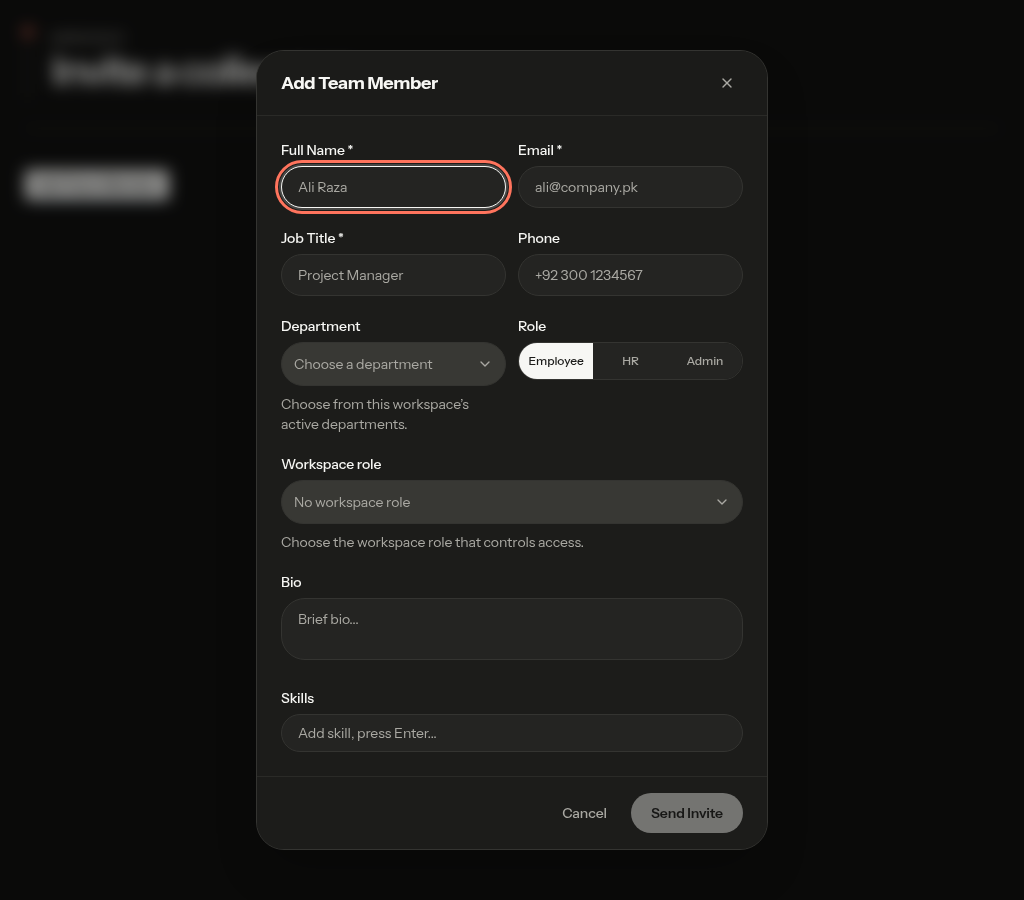 Invite a
Add Team Member
Full Name *
Email *
Ali Raza
ali@company.pk
Job Title *
Phone
Project Manager
+92 300 1234567
Department
Role
Choose a department
Employee
HR
Admin
Choose from this workspace's
active departments.
Workspace role
No workspace role
Choose the workspace role that controls access.
Bio
Brief bio...
Skills
Add skill, press Enter...
Cancel
Send Invite